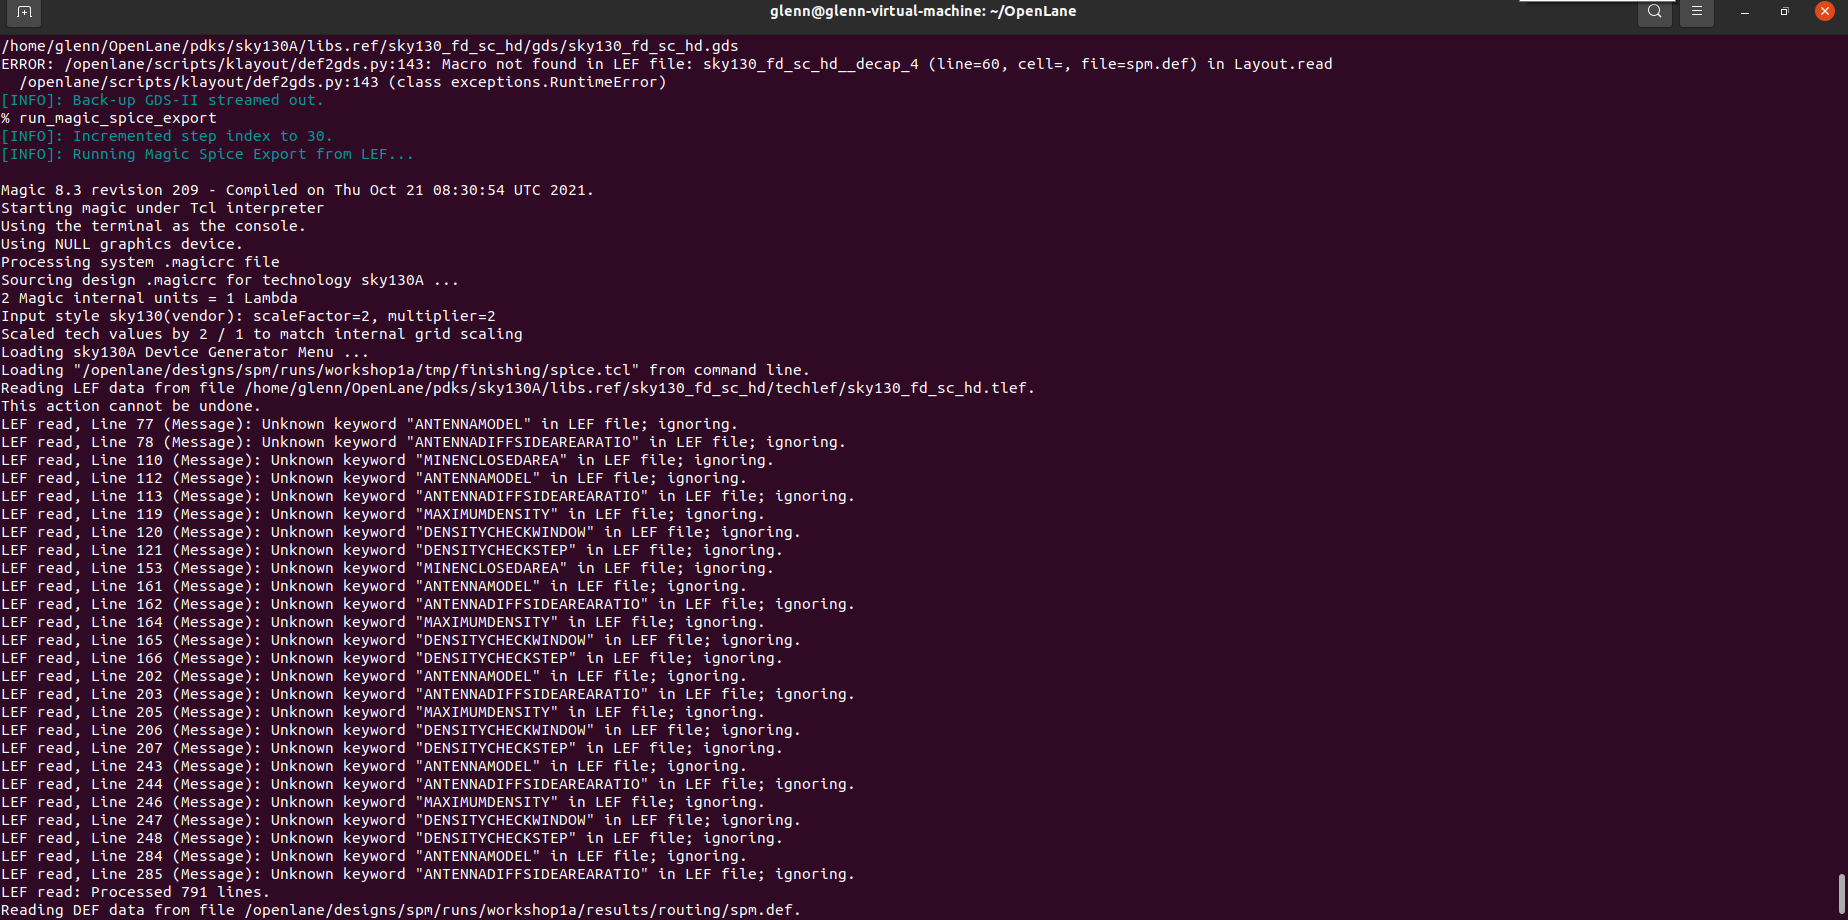 glenn@glenn-virtual-machine: ~/OpenLane
/home/glenn/OpenLane/pdks/sky130A/libs.ref/sky130_fd_sc_hd/gds/sky130_fd_sc_hd.gds
ERROR: /openlane/scripts/klayout/def2gds.py:143: Macro not found in LEF file: sky130_fd_sc_hd__decap_4 (line=60, cell=, file=spm.def) in Layout.read
  /openlane/scripts/klayout/def2gds.py:143 (class exceptions.RuntimeError)
[INFO]: Back-up GDS-II streamed out.
% run_magic_spice_export
[INFO]: Incremented step index to 30.
[INFO]: Running Magic Spice Export from LEF...
Magic 8.3 revision 209 - Compiled on Thu Oct 21 08:30:54 UTC 2021.
Starting magic under Tcl interpreter
Using the terminal as the console.
Using NULL graphics device.
Processing system .magicrc file
Sourcing design .magicrc for technology sky130A ...
2 Magic internal units = 1 Lambda
Input style sky130(vendor): scaleFactor=2, multiplier=2
Scaled tech values by 2 / 1 to match internal grid scaling
Loading sky130A Device Generator Menu ...
Loading "/openlane/designs/spm/runs/workshop1a/tmp/finishing/spice.tcl" from command line.
Reading LEF data from file /home/glenn/OpenLane/pdks/sky130A/libs.ref/sky130_fd_sc_hd/techlef/sky130_fd_sc_hd.tlef.
This action cannot be undone.
LEF read, Line 77 (Message): Unknown keyword "ANTENNAMODEL" in LEF file; ignoring.
LEF read, Line 78 (Message): Unknown keyword "ANTENNADIFFSIDEAREARATIO" in LEF file; ignoring.
LEF read, Line 110 (Message): Unknown keyword "MINENCLOSEDAREA" in LEF file; ignoring.
LEF read, Line 112 (Message): Unknown keyword "ANTENNAMODEL" in LEF file; ignoring.
LEF read, Line 113 (Message): Unknown keyword "ANTENNADIFFSIDEAREARATIO" in LEF file; ignoring.
LEF read, Line 119 (Message): Unknown keyword "MAXIMUMDENSITY" in LEF file; ignoring.
LEF read, Line 120 (Message): Unknown keyword "DENSITYCHECKWINDOW" in LEF file; ignoring.
LEF read, Line 121 (Message): Unknown keyword "DENSITYCHECKSTEP" in LEF file; ignoring.
LEF read, Line 153 (Message): Unknown keyword "MINENCLOSEDAREA" in LEF file; ignoring.
LEF read, Line 161 (Message): Unknown keyword "ANTENNAMODEL" in LEF file; ignoring.
LEF read, Line 162 (Message): Unknown keyword "ANTENNADIFFSIDEAREARATIO" in LEF file; ignoring.
LEF read, Line 164 (Message): Unknown keyword "MAXIMUMDENSITY" in LEF file; ignoring.
LEF read, Line 165 (Message): Unknown keyword "DENSITYCHECKWINDOW" in LEF file; ignoring.
LEF read, Line 166 (Message): Unknown keyword "DENSITYCHECKSTEP" in LEF file; ignoring.
LEF read, Line 202 (Message): Unknown keyword "ANTENNAMODEL" in LEF file; ignoring.
LEF read, Line 203 (Message): Unknown keyword "ANTENNADIFFSIDEAREARATIO" in LEF file; ignoring.
LEF read, Line 205 (Message): Unknown keyword "MAXIMUMDENSITY" in LEF file; ignoring.
LEF read, Line 206 (Message): Unknown keyword "DENSITYCHECKWINDOW" in LEF file; ignoring.
LEF read, Line 207 (Message): Unknown keyword "DENSITYCHECKSTEP" in LEF file; ignoring.
LEF read, Line 243 (Message): Unknown keyword "ANTENNAMODEL" in LEF file; ignoring.
LEF read, Line 244 (Message): Unknown keyword "ANTENNADIFFSIDEAREARATIO" in LEF file; ignoring.
LEF read, Line 246 (Message): Unknown keyword "MAXIMUMDENSITY" in LEF file; ignoring.
LEF read, Line 247 (Message): Unknown keyword "DENSITYCHECKWINDOW" in LEF file; ignoring.
LEF read, Line 248 (Message): Unknown keyword "DENSITYCHECKSTEP" in LEF file; ignoring.
LEF read, Line 284 (Message): Unknown keyword "ANTENNAMODEL" in LEF file; ignoring.
LEF read, Line 285 (Message): Unknown keyword "ANTENNADIFFSIDEAREARATIO" in LEF file; ignoring.
LEF read: Processed 791 lines.
Reading DEF data from file /openlane/designs/spm/runs/workshop1a/results/routing/spm.def.